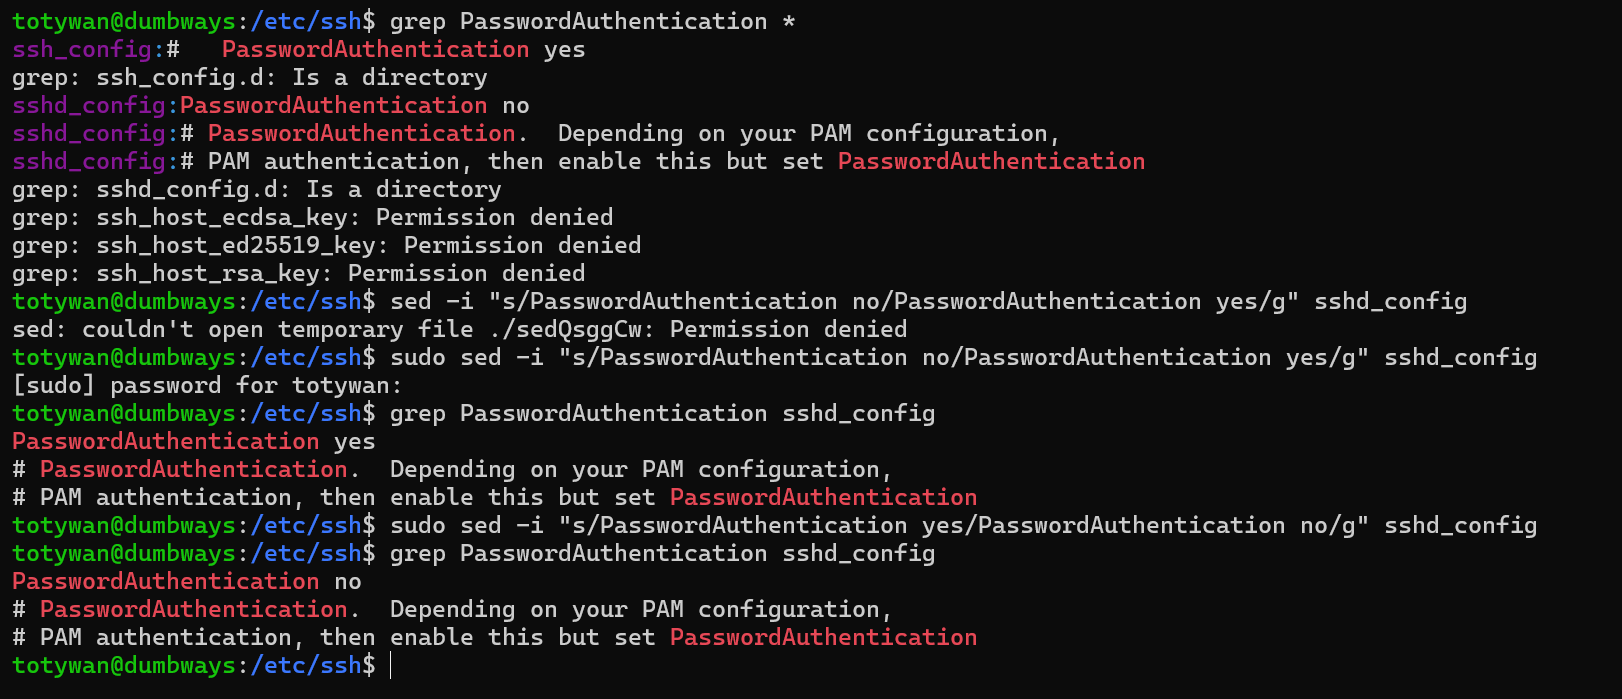 totywan@dumbways:/etc/ssh$ grep PasswordAuthentication *
ssh_config:#   PasswordAuthentication yes
grep: ssh_config.d: Is a directory
sshd_config:PasswordAuthentication no
sshd_config:# PasswordAuthentication.  Depending on your PAM configuration,
sshd_config:# PAM authentication, then enable this but set PasswordAuthentication
grep: sshd_config.d: Is a directory
grep: ssh_host_ecdsa_key: Permission denied
grep: ssh_host_ed25519_key: Permission denied
grep: ssh_host_rsa_key: Permission denied
totywan@dumbways:/etc/ssh$ sed -i "s/PasswordAuthentication no/PasswordAuthentication yes/g" sshd_config
sed: couldn't open temporary file ./sedQsggCw: Permission denied
totywan@dumbways:/etc/ssh$ sudo sed -i "s/PasswordAuthentication no/PasswordAuthentication yes/g" sshd_config
[sudo] password for totywan:
totywan@dumbways:/etc/ssh$ grep PasswordAuthentication sshd_config
PasswordAuthentication yes
# PasswordAuthentication.  Depending on your PAM configuration,
# PAM authentication, then enable this but set PasswordAuthentication
totywan@dumbways:/etc/ssh$ sudo sed -i "s/PasswordAuthentication yes/PasswordAuthentication no/g" sshd_config
totywan@dumbways:/etc/ssh$ grep PasswordAuthentication sshd_config
PasswordAuthentication no
# PasswordAuthentication.  Depending on your PAM configuration,
# PAM authentication, then enable this but set PasswordAuthentication
totywan@dumbways:/etc/ssh$